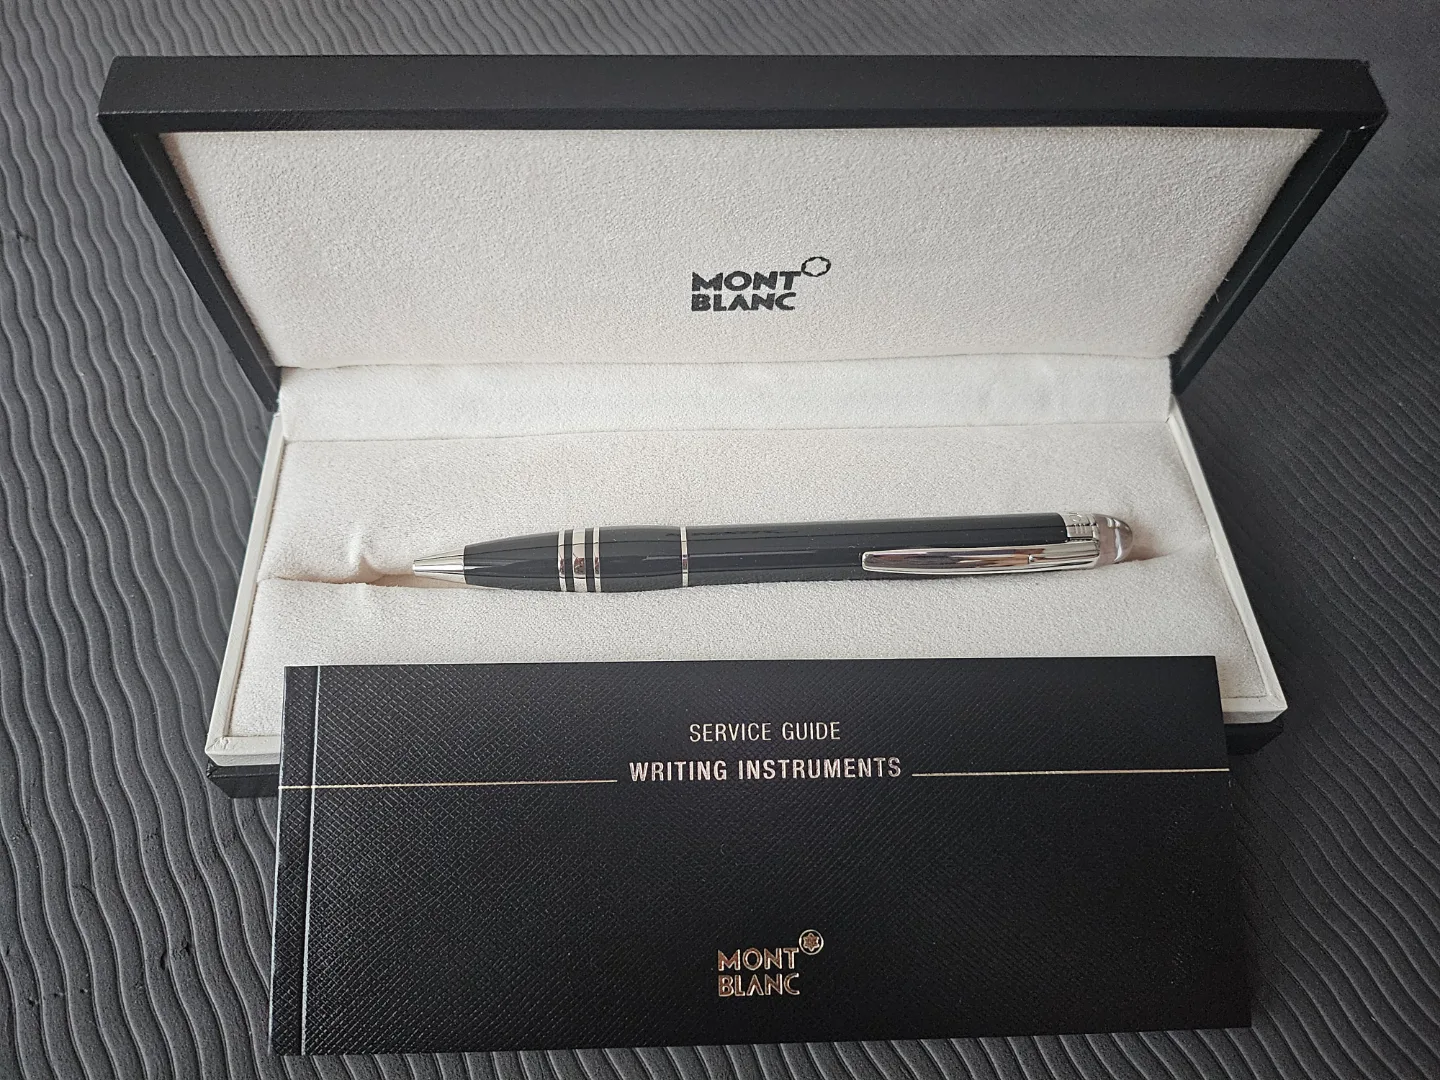 MONT
BLANC
SERVICE GUIDE
WRITING INSTRUMENTS
MONT
BLANC